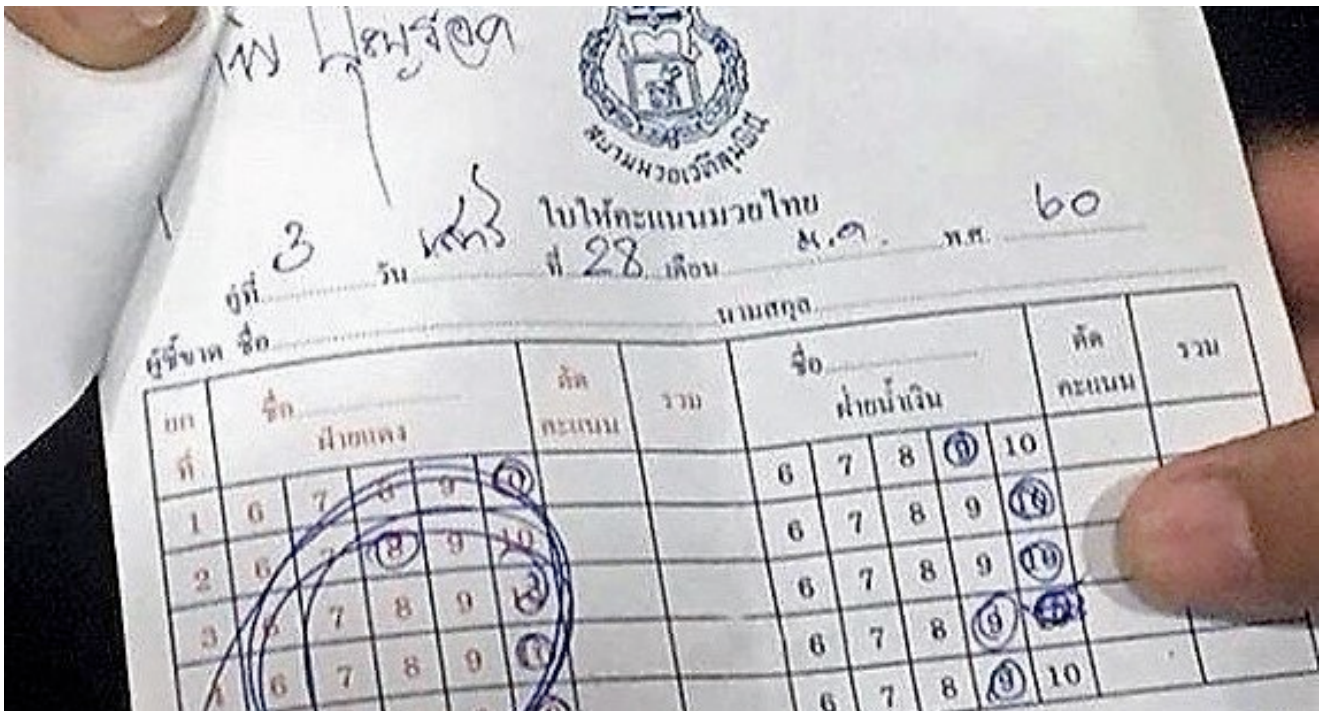 สนามมวยเวทีลุมพินี
ใบให้คะแนนมวยไทย
คู่ที่ 3 วัน เสาร์ ที่ 28 เดือน ม.ค. พ.ศ. ๖๐
ผู้ชี้ขาด ชื่อ นามสกุล
ยกที่ ชื่อ ฝ่ายแดง ตัดคะแนน รวม ชื่อ ฝ่ายน้ำเงิน ตัดคะแนน รวม
1 6 7 8 9 10 6 7 8 9 10
2 6 7 8 9 10 6 7 8 9 10
3 6 7 8 9 10 6 7 8 9 10
4 6 7 8 9 10 6 7 8 9 10
6 7 8 9 10